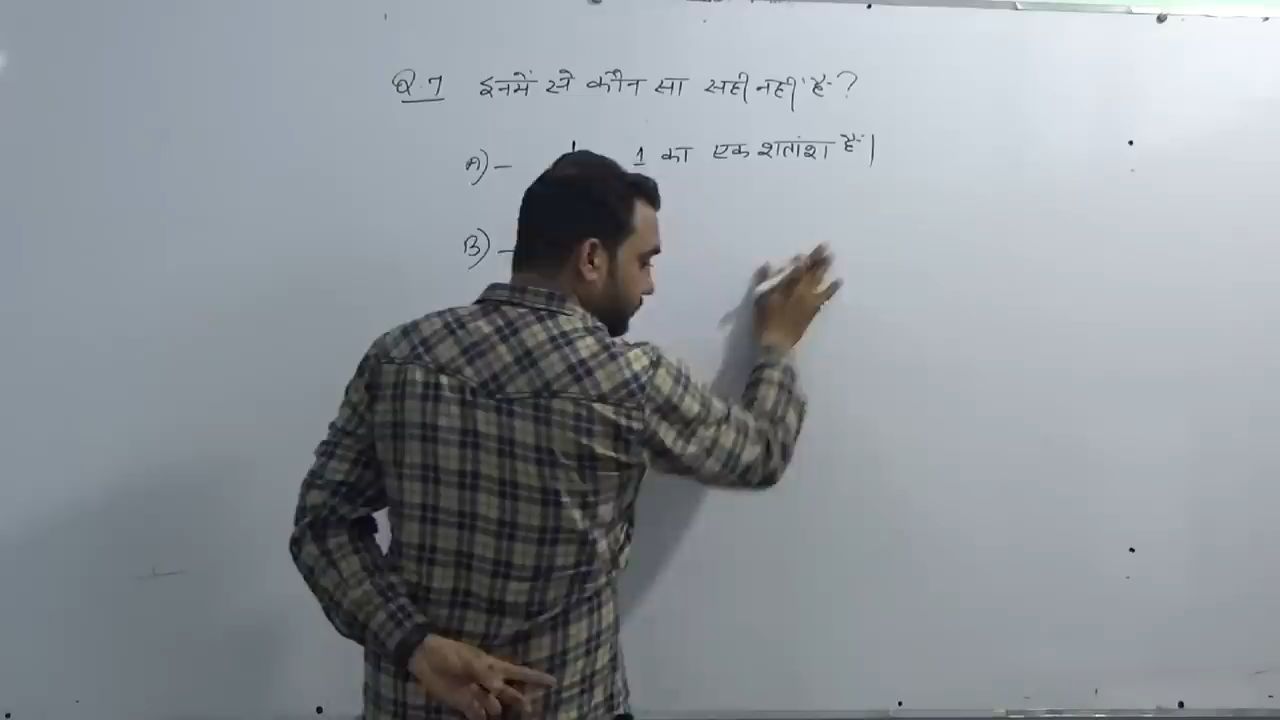 Q.7 इनमें से कौन सा सही नहीं है ?
A) – 1 का एक शतांश है।
B) –